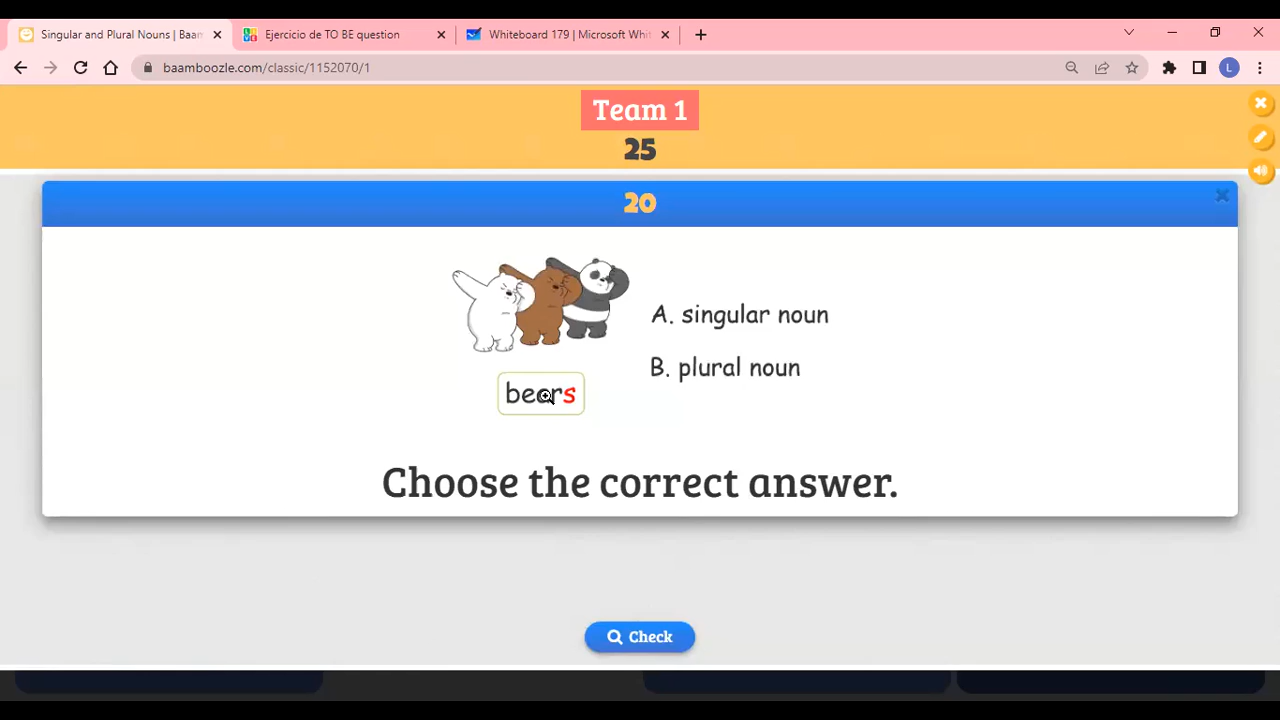 Singular and Plural Nouns | Baam
Ejercicio de TO BE question
Whiteboard 179 | Microsoft Whit
baamboozle.com/classic/1152070/1
L
Team 1
25
20
A. singular noun
B. plural noun
bears
Choose the correct answer.
Check